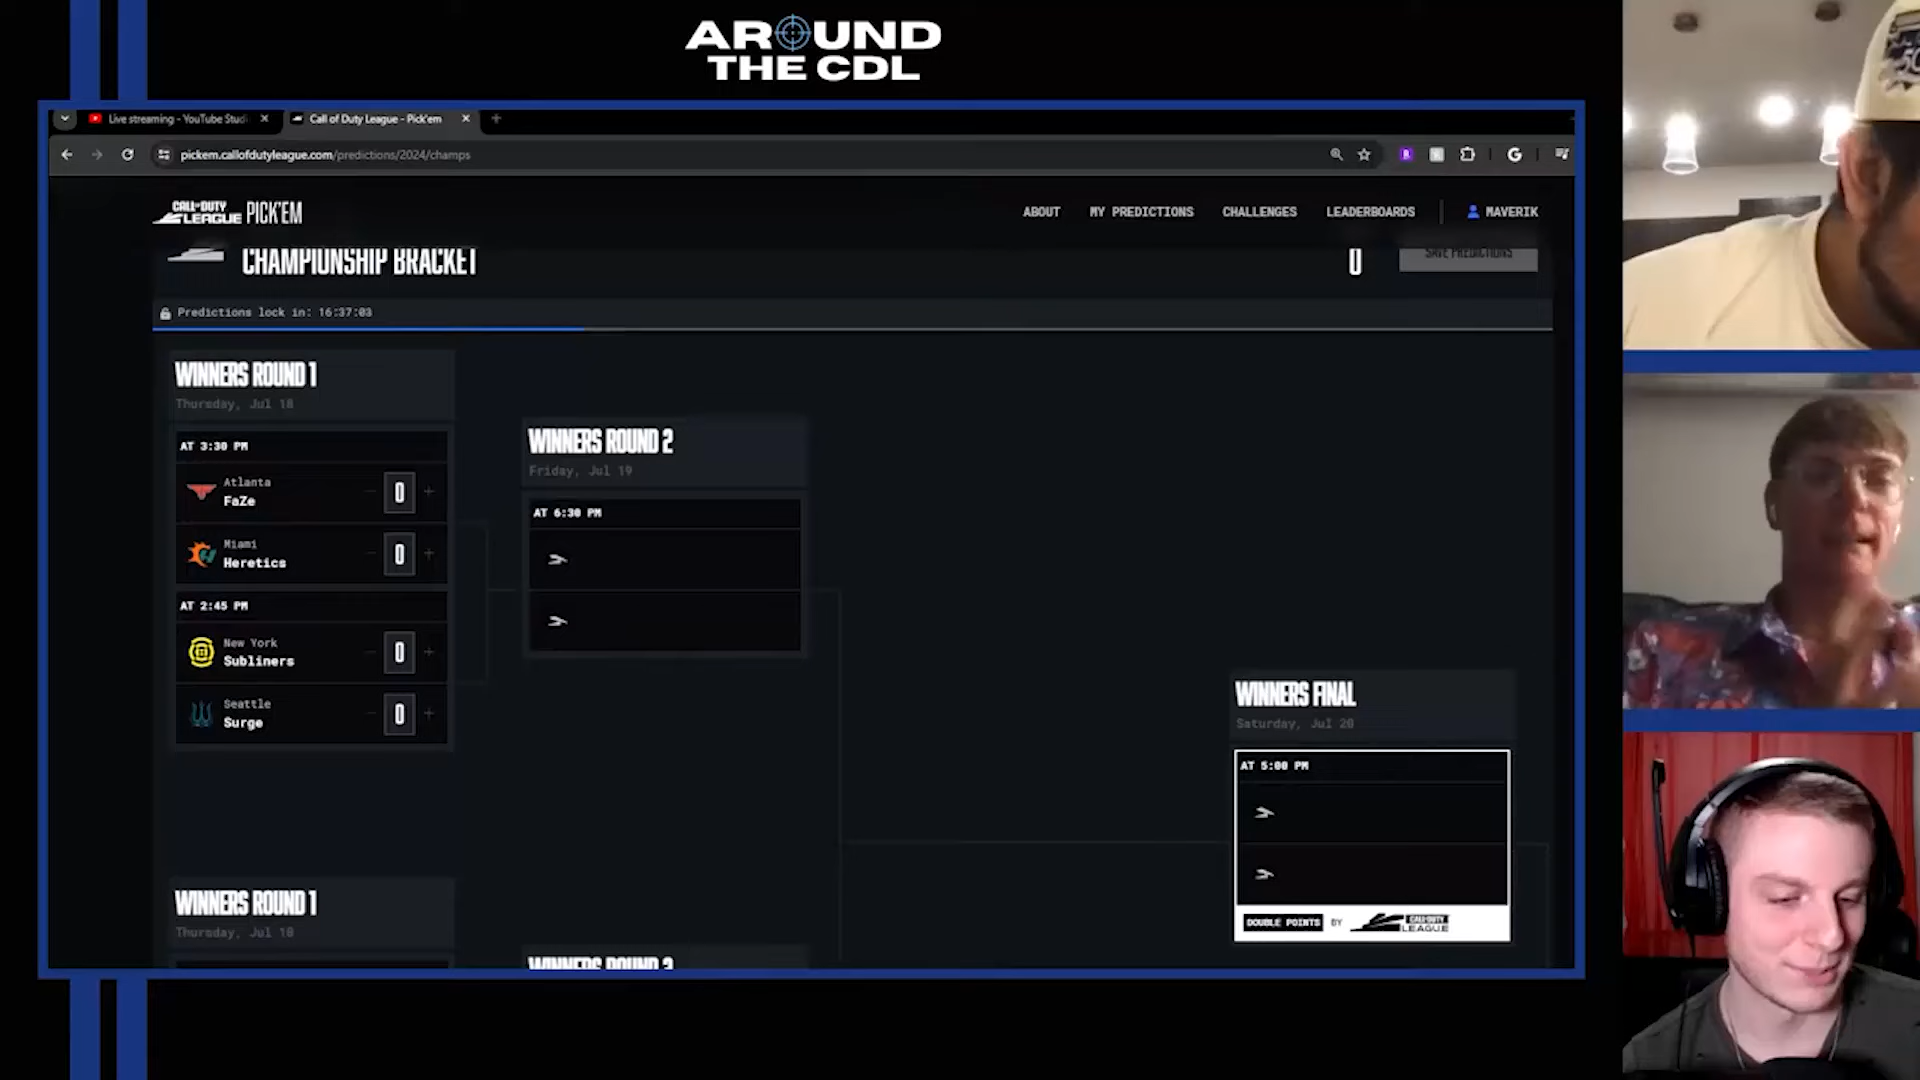 AROUND
THE CDL
Live streaming - YouTube Studi
Call of Duty League - Pick'em
pickem.callofdutyleague.com/predictions/2024/champs
CALL OF DUTY
LEAGUE PICK'EM
ABOUT
MY PREDICTIONS
CHALLENGES
LEADERBOARDS
MAVERIK
CHAMPIONSHIP BRACKET
0
SAVE PREDICTIONS
Predictions lock in: 16:37:03
WINNERS ROUND 1
Thursday, Jul 18
AT 3:30 PM
Atlanta
FaZe
0
Miami
Heretics
0
AT 2:45 PM
New York
Subliners
0
Seattle
Surge
0
WINNERS ROUND 2
Friday, Jul 19
AT 6:30 PM
WINNERS FINAL
Saturday, Jul 20
AT 5:00 PM
DOUBLE POINTS BY CALL OF DUTY LEAGUE
WINNERS ROUND 1
Thursday, Jul 18
WINNERS ROUND